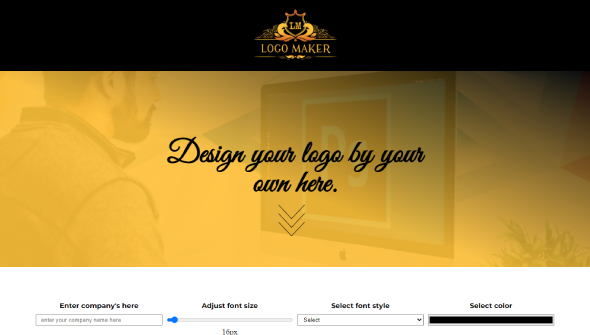 LM
LOGO MAKER
Design your logo by your
own here.
Enter company's here
Adjust font size
Select font style
Select color
enter your company name here
Select
16px